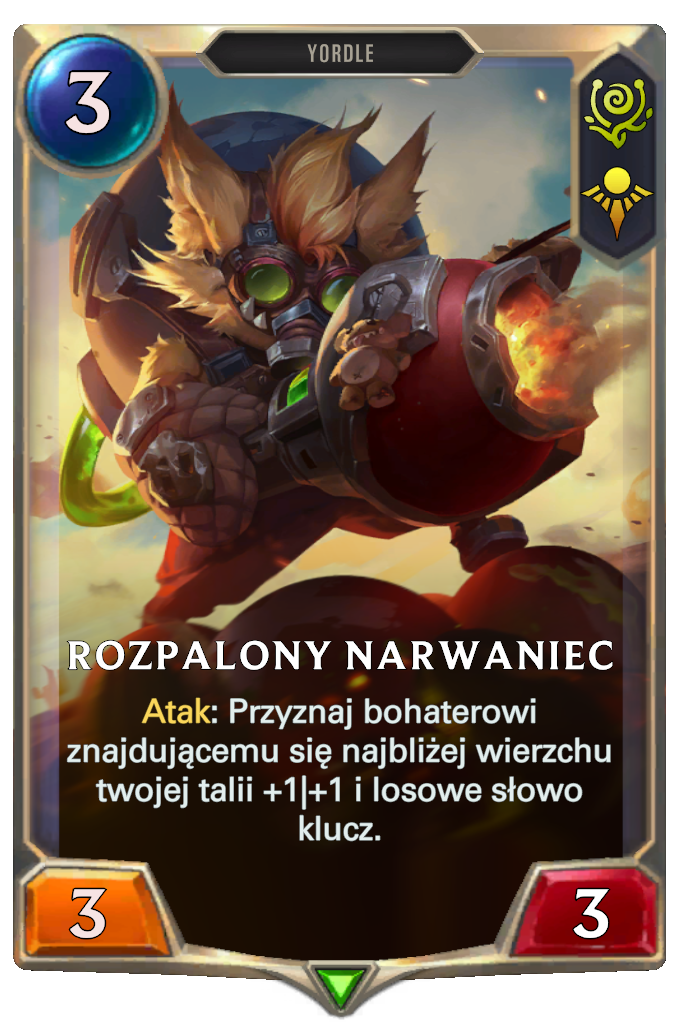 3
YORDLE
ROZPALONY NARWANIEC
Atak: Przyznaj bohaterowi
znajdującemu się najbliżej wierzchu
twojej talii +1|+1 i losowe słowo
klucz.
3
3